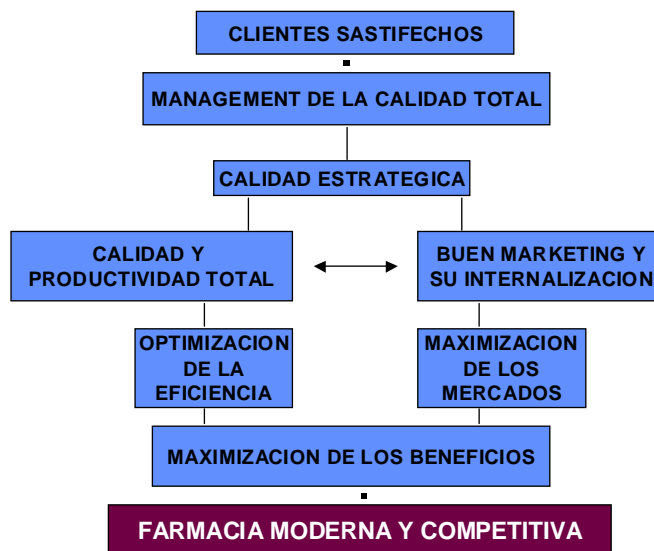 CLIENTES SASTIFECHOS
MANAGEMENT DE LA CALIDAD TOTAL
CALIDAD ESTRATEGICA
CALIDAD Y
PRODUCTIVIDAD TOTAL
BUEN MARKETING Y
SU INTERNALIZACION
OPTIMIZACION
DE LA
EFICIENCIA
MAXIMIZACION
DE LOS
MERCADOS
MAXIMIZACION DE LOS BENEFICIOS
FARMACIA MODERNA Y COMPETITIVA